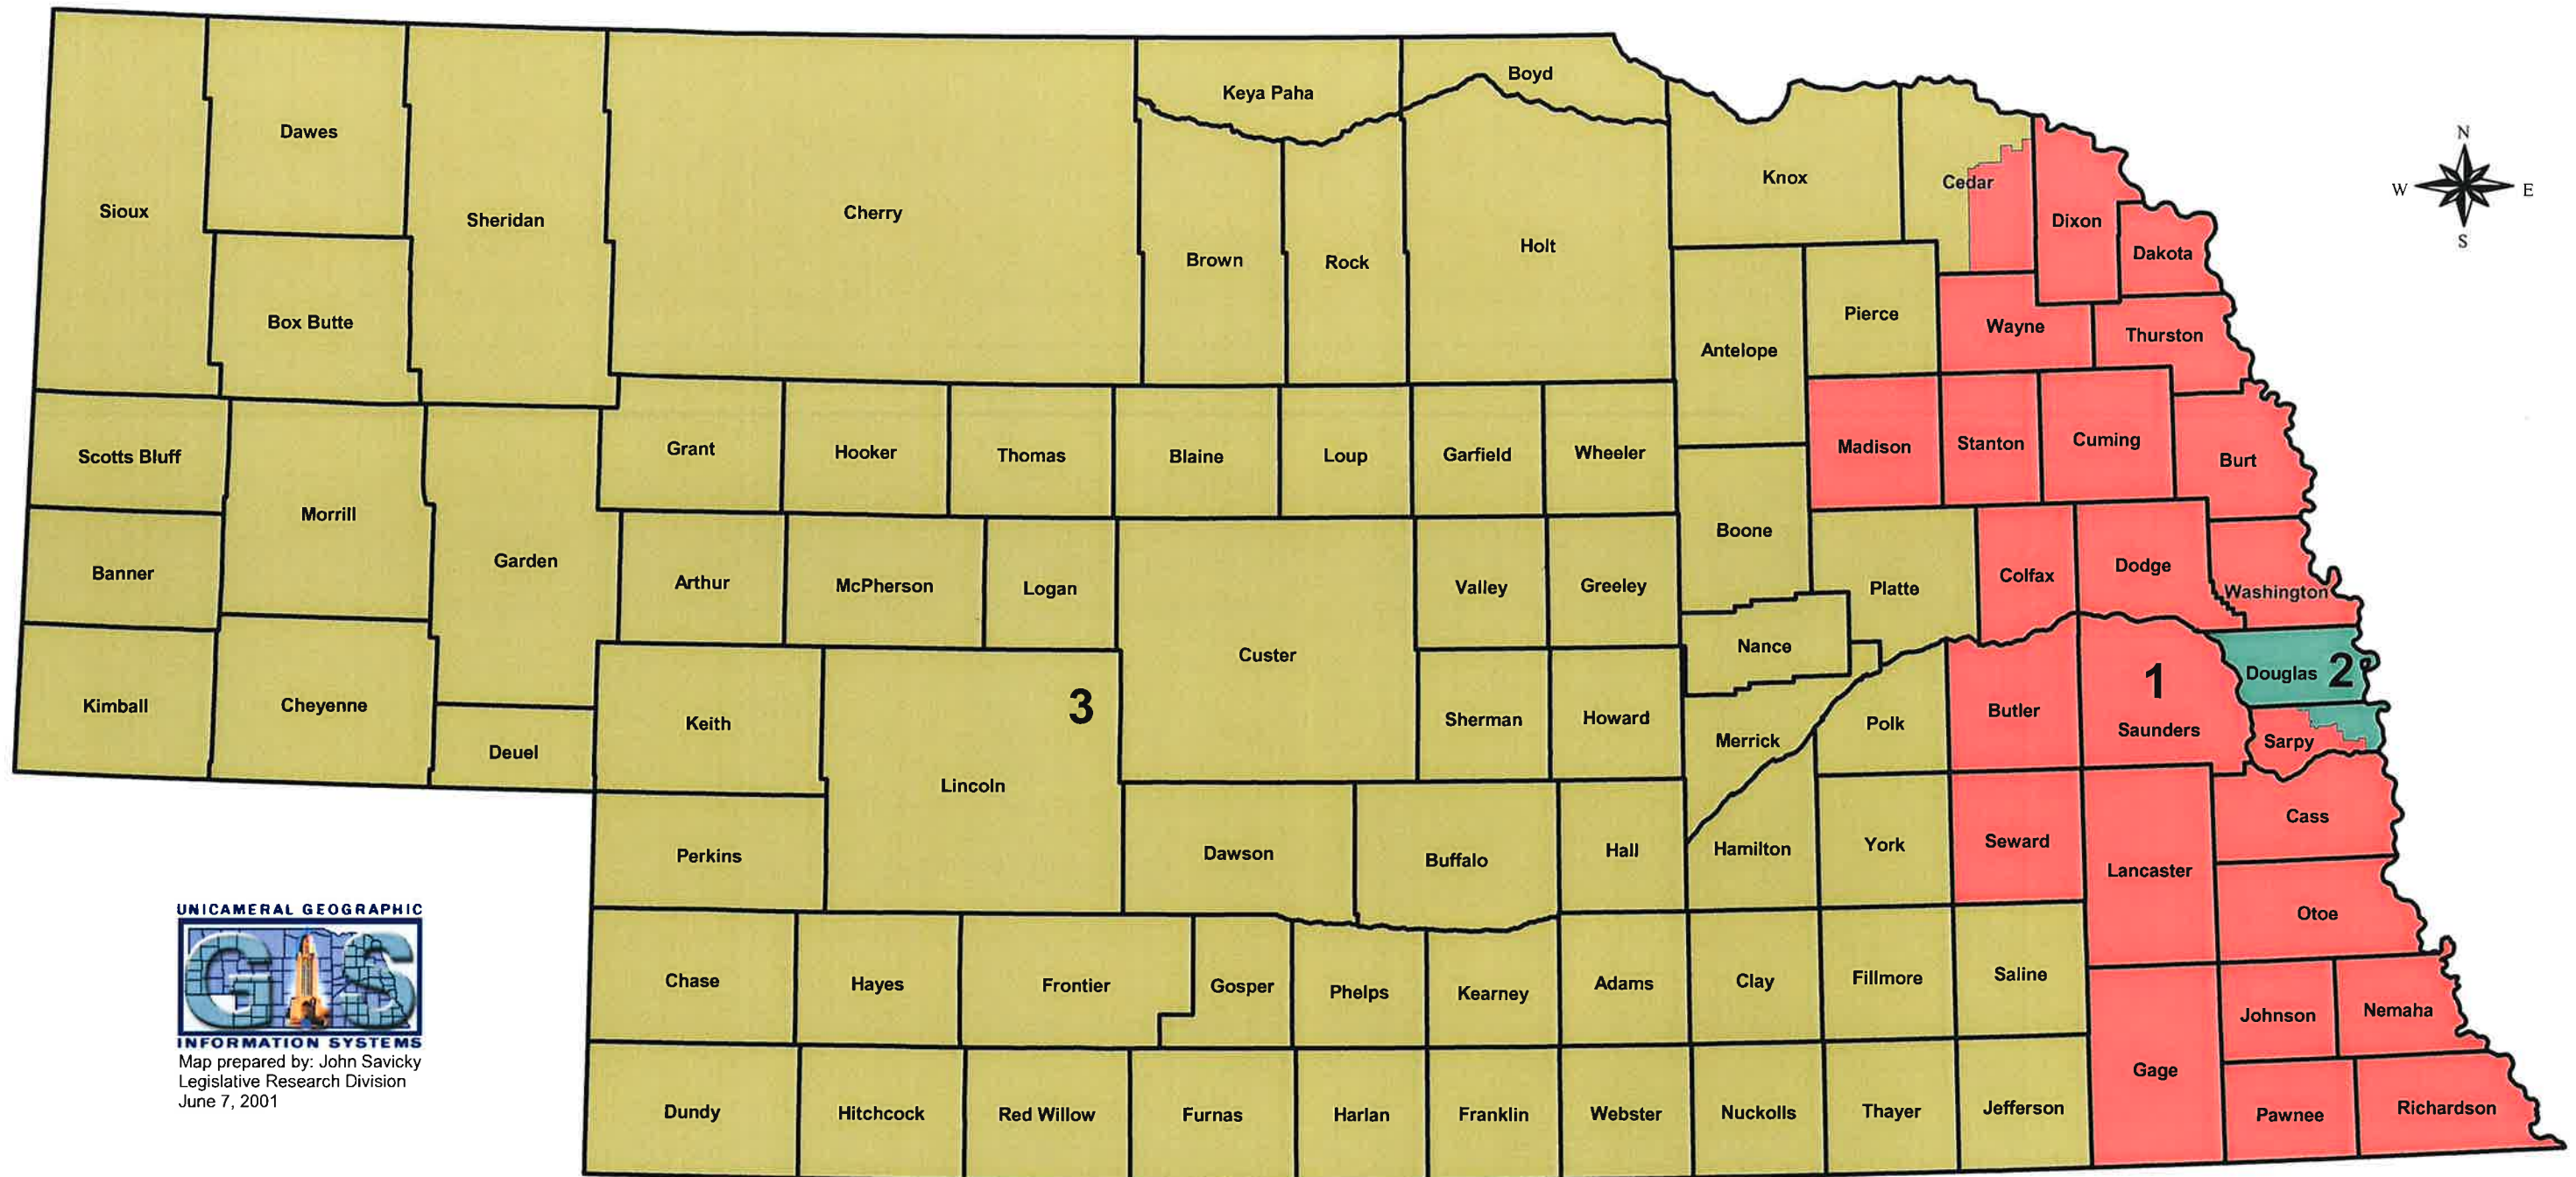 Keya Paha
Boyd
Dawes
N
Knox
Cedar
W
E
Sioux
Sheridan
Cherry
Dixon
S
Holt
Dakota
Brown
Rock
Box Butte
Pierce
Wayne
Thurston
Antelope
Scotts Bluff
Grant
Hooker
Thomas
Blaine
Loup
Garfield
Wheeler
Madison
Stanton
Cuming
Burt
Morrill
Boone
Banner
Garden
Arthur
McPherson
Logan
Valley
Greeley
Platte
Colfax
Dodge
Washington
Custer
Nance
Kimball
Cheyenne
Keith
3
Sherman
Howard
Merrick
Polk
Butler
1
Saunders
Douglas
2
Sarpy
Deuel
Lincoln
Perkins
Dawson
Buffalo
Hall
Hamilton
York
Seward
Lancaster
Cass
Otoe
Chase
Hayes
Frontier
Gosper
Phelps
Kearney
Adams
Clay
Fillmore
Saline
Johnson
Nemaha
Gage
Dundy
Hitchcock
Red Willow
Furnas
Harlan
Franklin
Webster
Nuckolls
Thayer
Jefferson
Pawnee
Richardson
UNICAMERAL GEOGRAPHIC
GIS
INFORMATION SYSTEMS
Map prepared by: John Savicky
Legislative Research Division
June 7, 2001